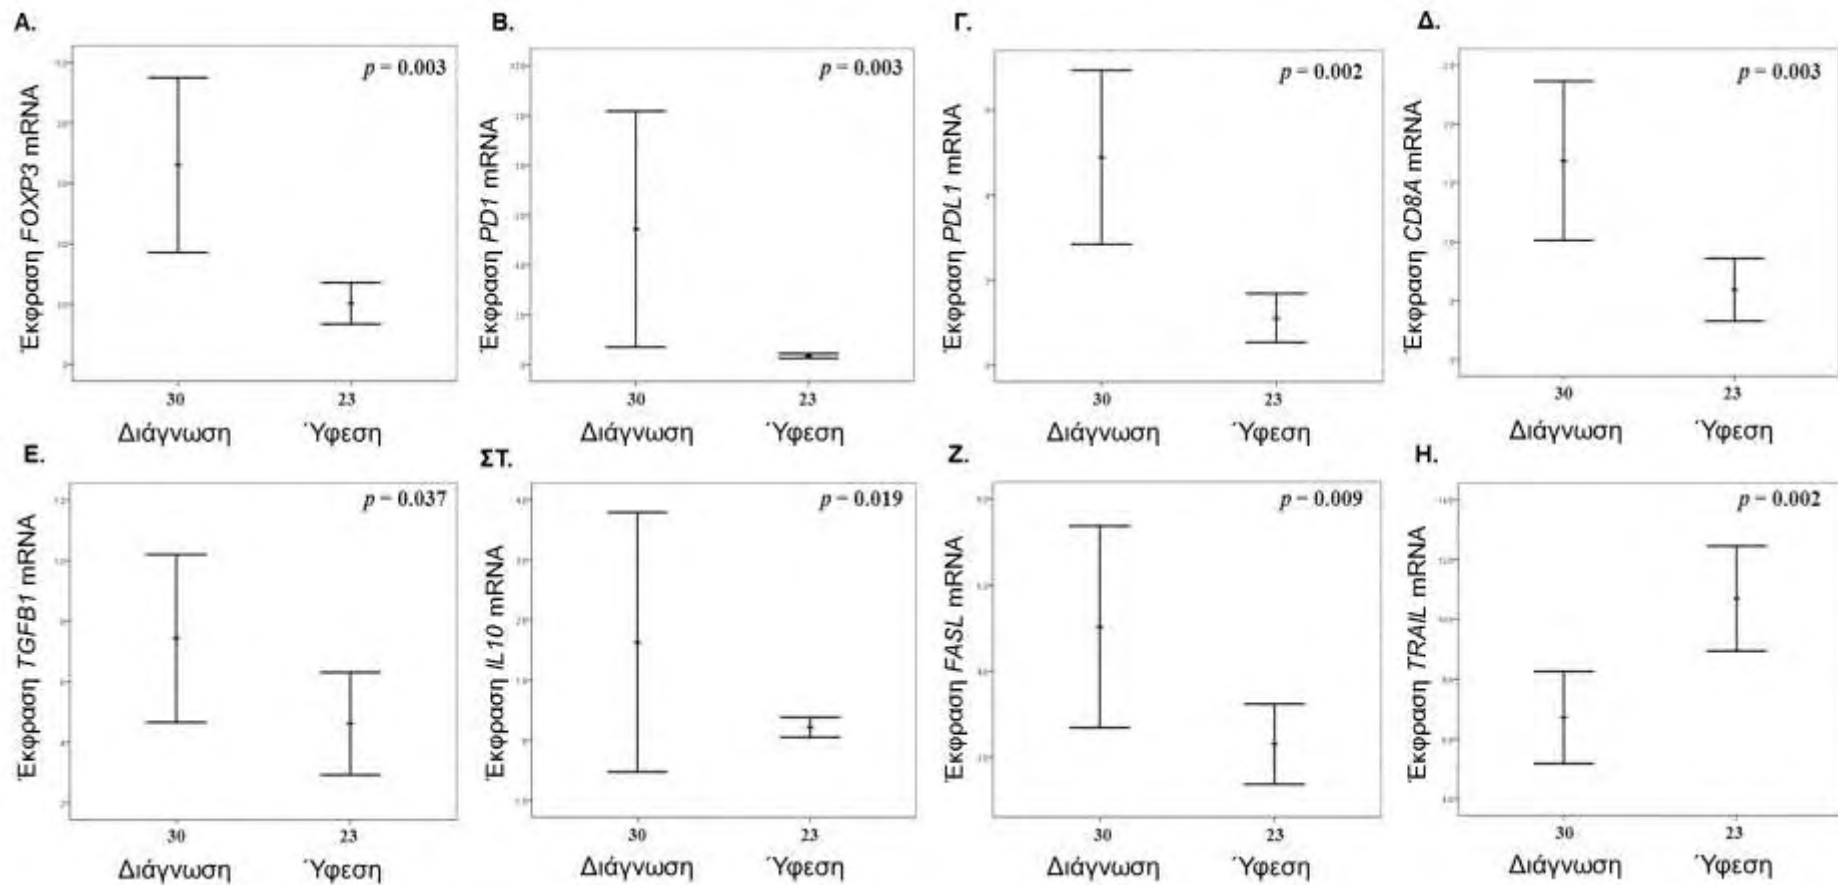 Α.
Έκφραση FOXP3 mRNA
p = 0.003
30
23
Διάγνωση
Ύφεση
Β.
Έκφραση PD1 mRNA
p = 0.003
30
23
Διάγνωση
Ύφεση
Γ.
Έκφραση PDL1 mRNA
p = 0.002
30
23
Διάγνωση
Ύφεση
Δ.
Έκφραση CD8A mRNA
p = 0.003
30
23
Διάγνωση
Ύφεση
Ε.
Έκφραση TGFB1 mRNA
p = 0.037
30
23
Διάγνωση
Ύφεση
ΣΤ.
Έκφραση IL10 mRNA
p = 0.019
30
23
Διάγνωση
Ύφεση
Ζ.
Έκφραση FASL mRNA
p = 0.009
30
23
Διάγνωση
Ύφεση
Η.
Έκφραση TRAIL mRNA
p = 0.002
30
23
Διάγνωση
Ύφεση